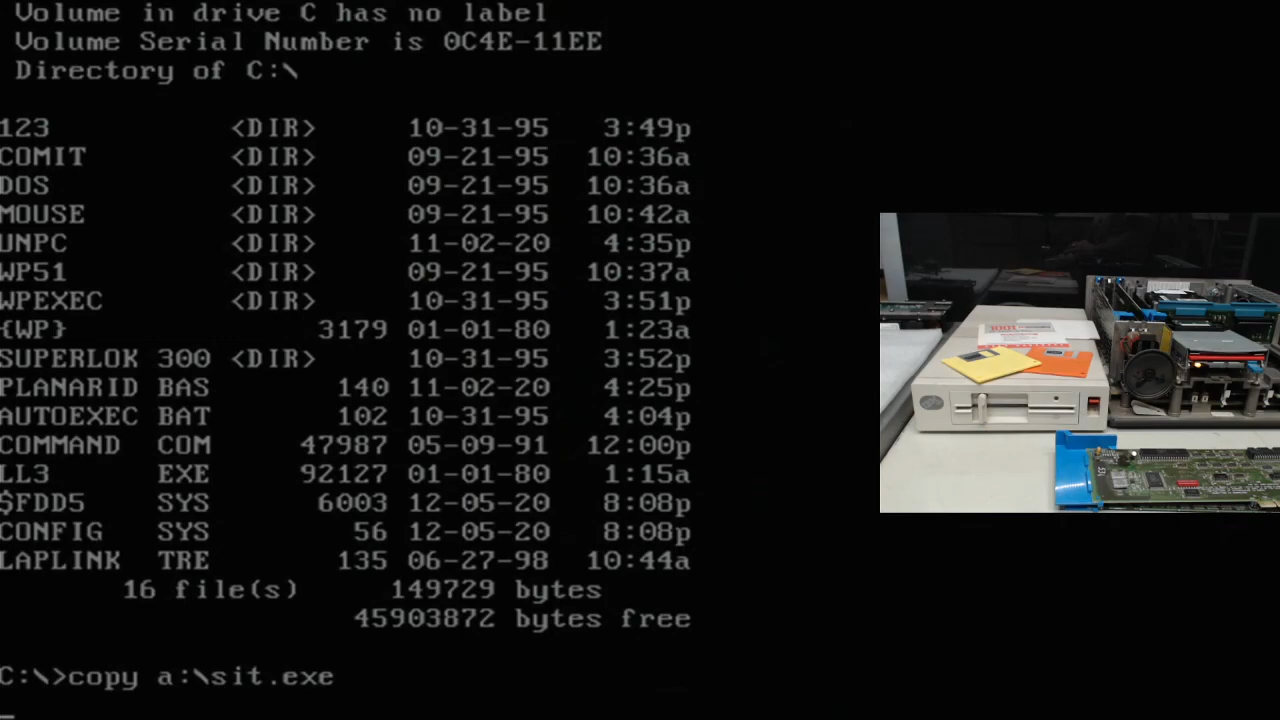 Volume in drive C has no label
Volume Serial Number is 0C4E-11EE
Directory of C:\
123 <DIR> 10-31-95 3:49p
COMIT <DIR> 09-21-95 10:36a
DOS <DIR> 09-21-95 10:36a
MOUSE <DIR> 09-21-95 10:42a
UNPC <DIR> 11-02-20 4:35p
WP51 <DIR> 09-21-95 10:37a
WPEXEC <DIR> 10-31-95 3:51p
{WP} 3179 01-01-80 1:23a
SUPERLOK 300 <DIR> 10-31-95 3:52p
PLANARID BAS 140 11-02-20 4:25p
AUTOEXEC BAT 102 10-31-95 4:04p
COMMAND COM 47987 05-09-91 12:00p
LL3 EXE 92127 01-01-80 1:15a
$FDD5 SYS 6003 12-05-20 8:08p
CONFIG SYS 56 12-05-20 8:08p
LAPLINK TRE 135 06-27-98 10:44a
16 file(s) 149729 bytes
45903872 bytes free
C:\>copy a:\sit.exe